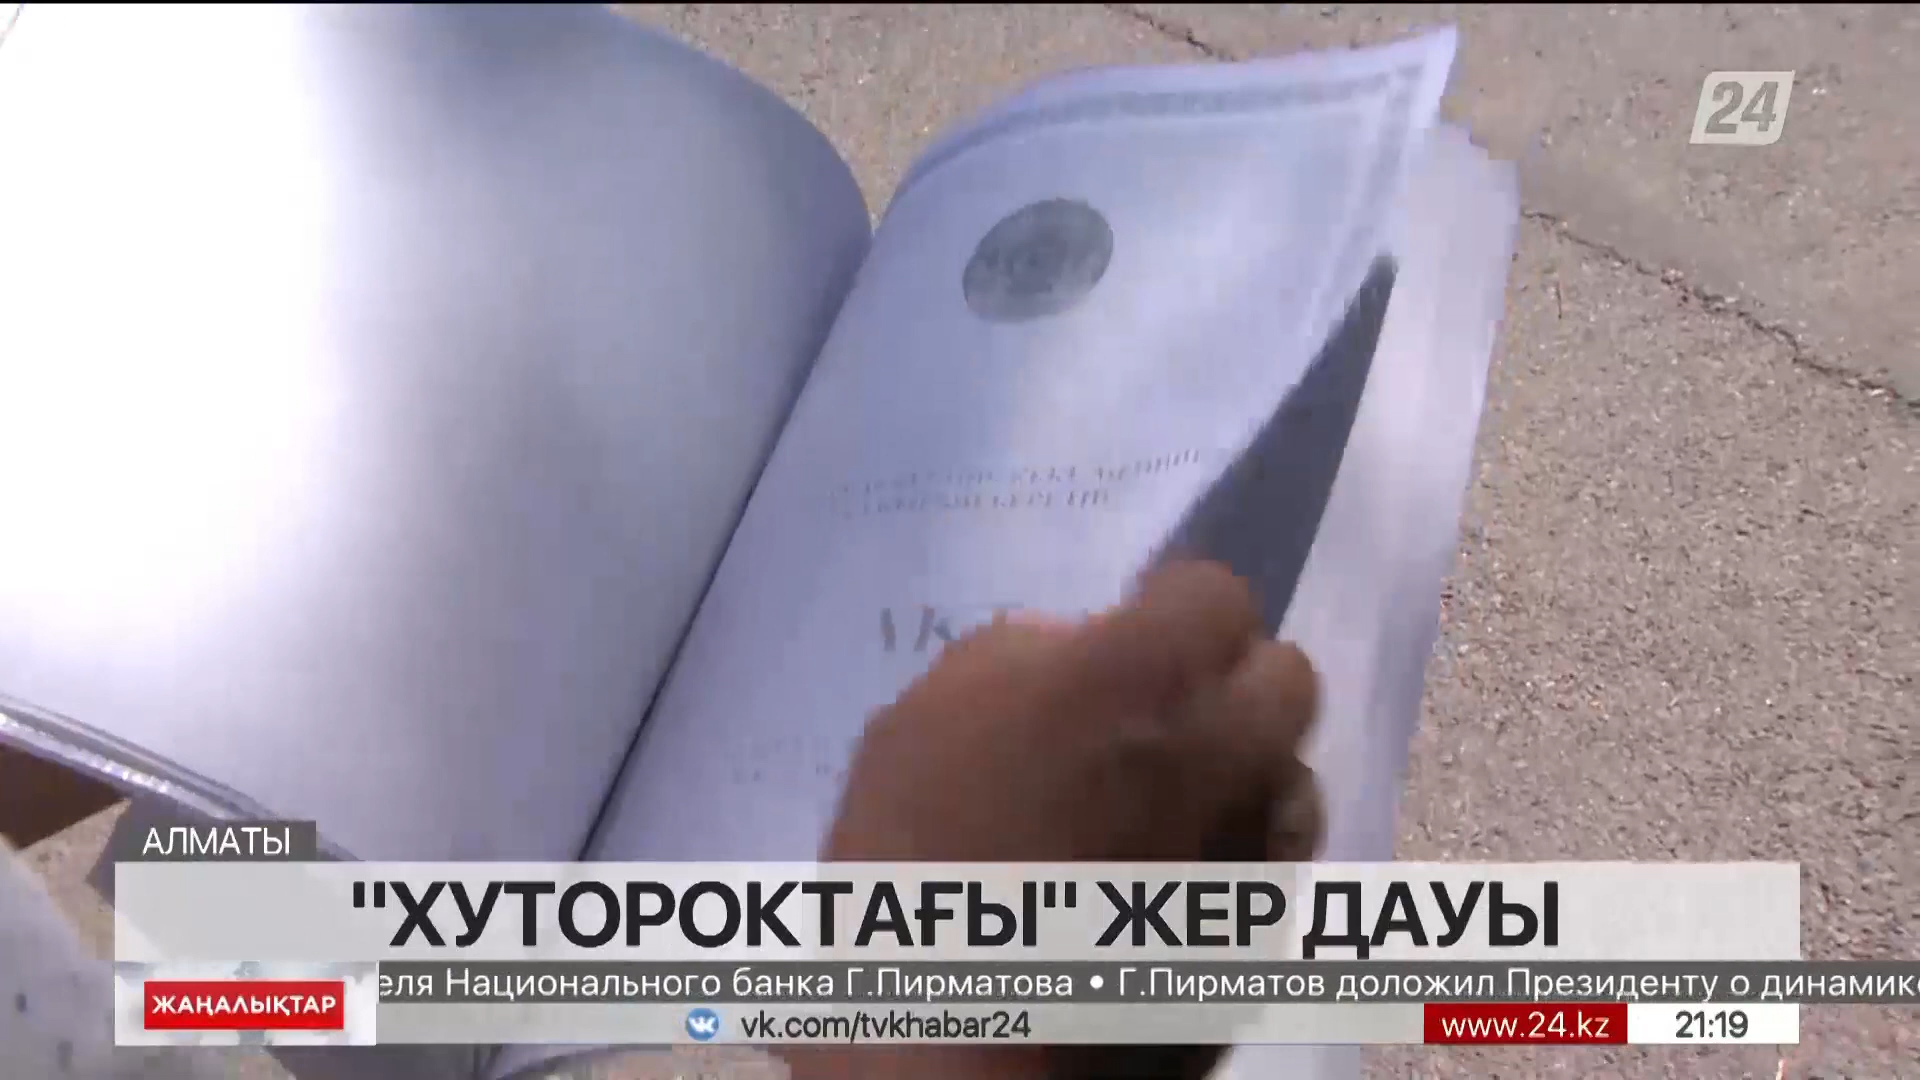 24
АЛМАТЫ
"ХУТОРОКТАҒЫ" ЖЕР ДАУЫ
ЖАҢАЛЫҚТАР
еля Национального банка Г.Пирматова • Г.Пирматов доложил Президенту о динамик
vk.com/tvkhabar24
www.24.kz
21:19